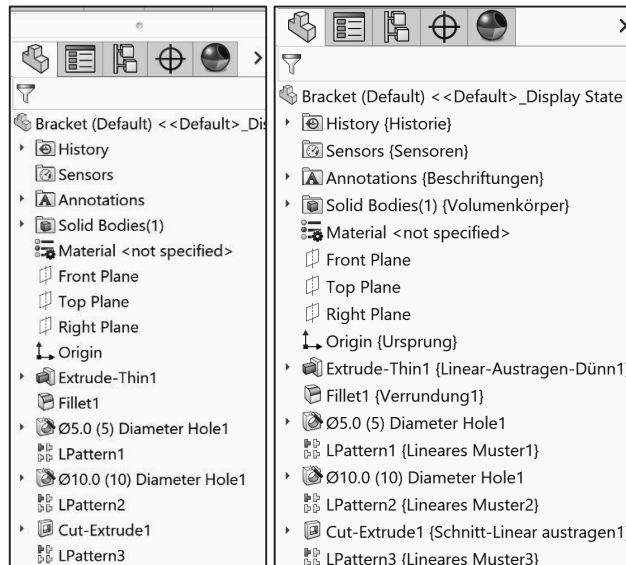 Bracket (Default) <<Default>_Di
History
Sensors
Annotations
Solid Bodies(1)
Material <not specified>
Front Plane
Top Plane
Right Plane
Origin
Extrude-Thin1
Fillet1
Ø5.0 (5) Diameter Hole1
LPattern1
Ø10.0 (10) Diameter Hole1
LPattern2
Cut-Extrude1
LPattern3
Bracket (Default) <<Default>_Display State
History {Historie}
Sensors {Sensoren}
Annotations {Beschriftungen}
Solid Bodies(1) {Volumenkörper}
Material <not specified>
Front Plane
Top Plane
Right Plane
Origin {Ursprung}
Extrude-Thin1 {Linear-Austragen-Dünn1}
Fillet1 {Verrundung1}
Ø5.0 (5) Diameter Hole1
LPattern1 {Lineares Muster1}
Ø10.0 (10) Diameter Hole1
LPattern2 {Lineares Muster2}
Cut-Extrude1 {Schnitt-Linear austragen1}
LPattern3 {Lineares Muster3}